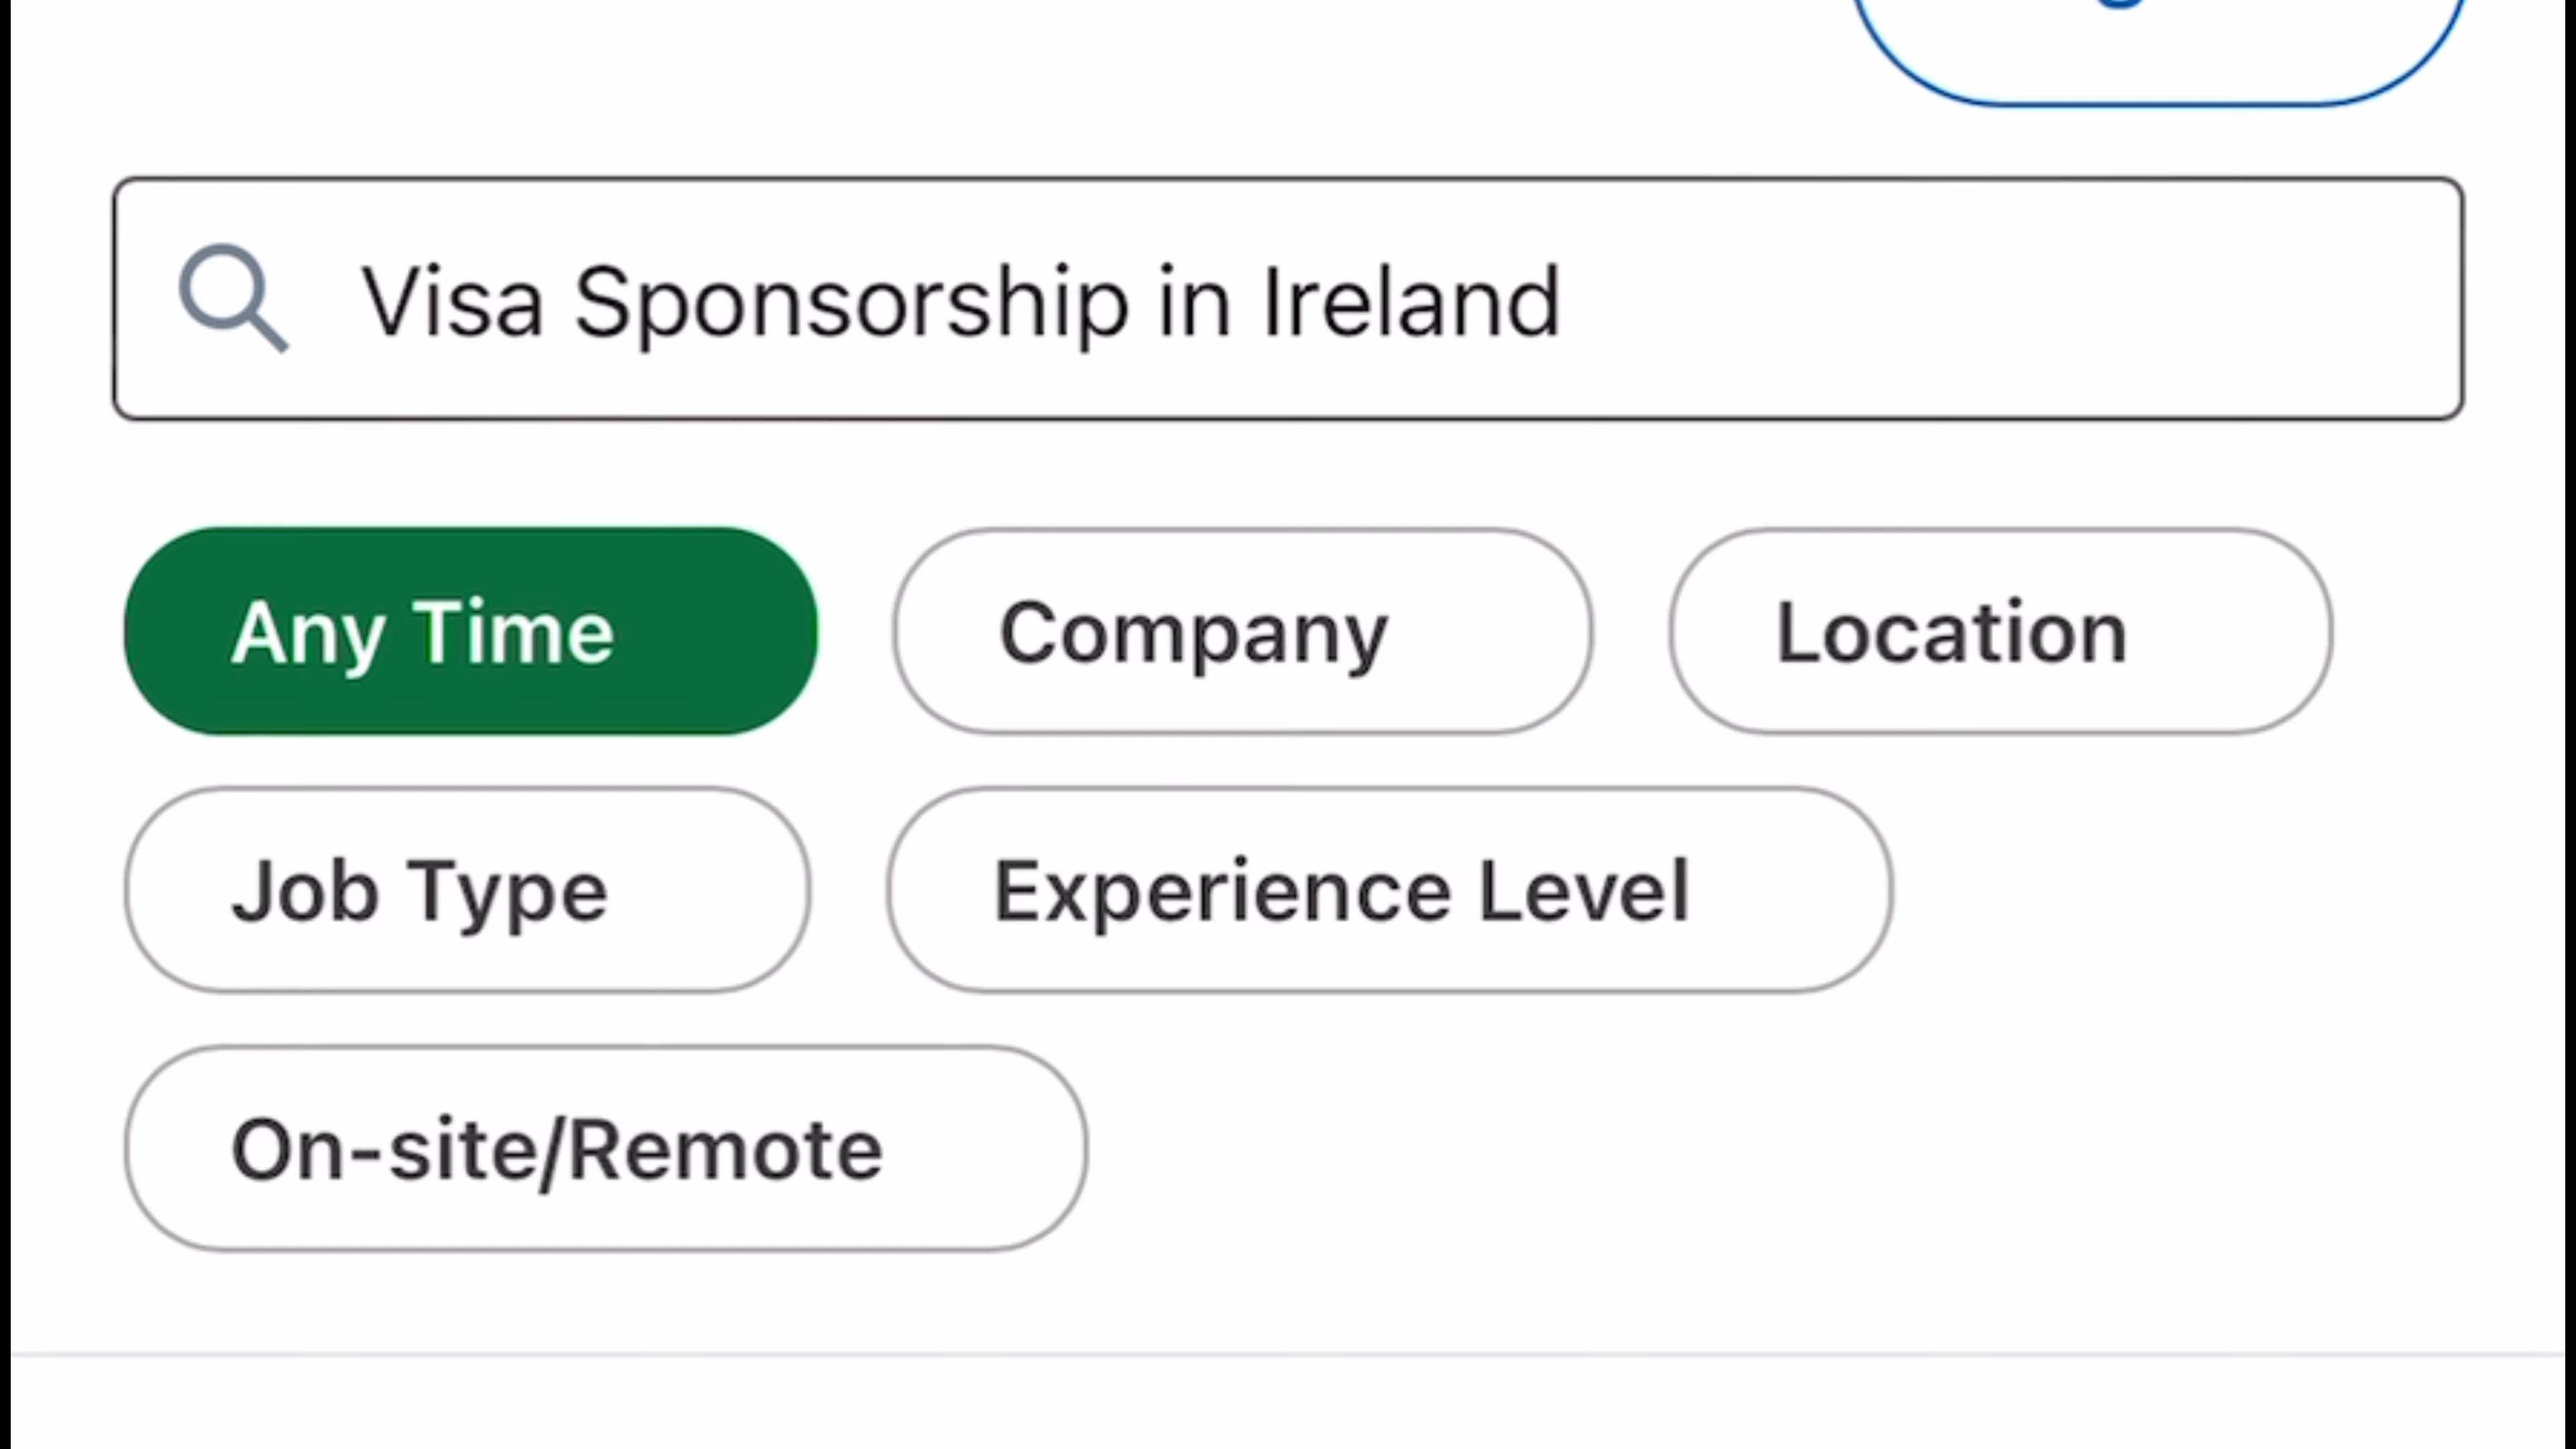 Visa Sponsorship in Ireland
Any Time
Company
Location
Job Type
Experience Level
On-site/Remote